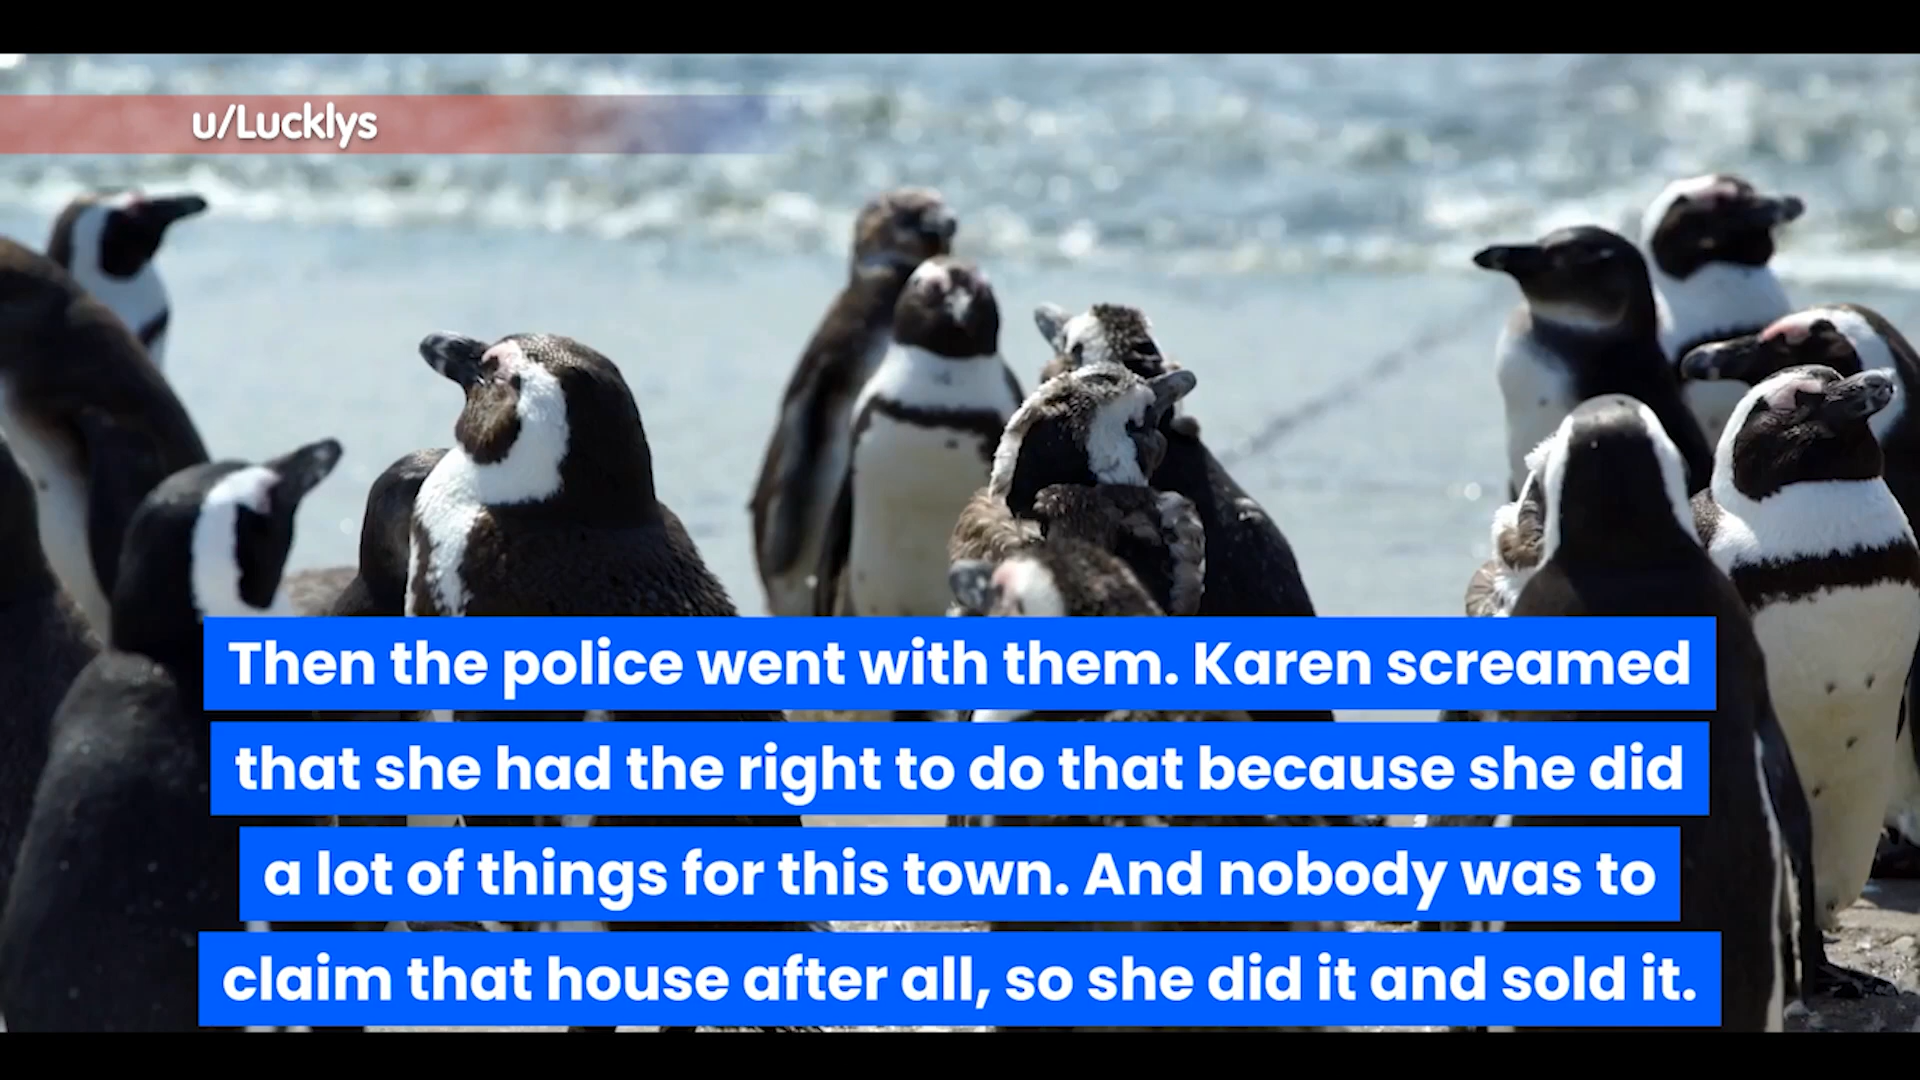 u/Lucklys
Then the police went with them. Karen screamed
that she had the right to do that because she did
a lot of things for this town. And nobody was to
claim that house after all, so she did it and sold it.